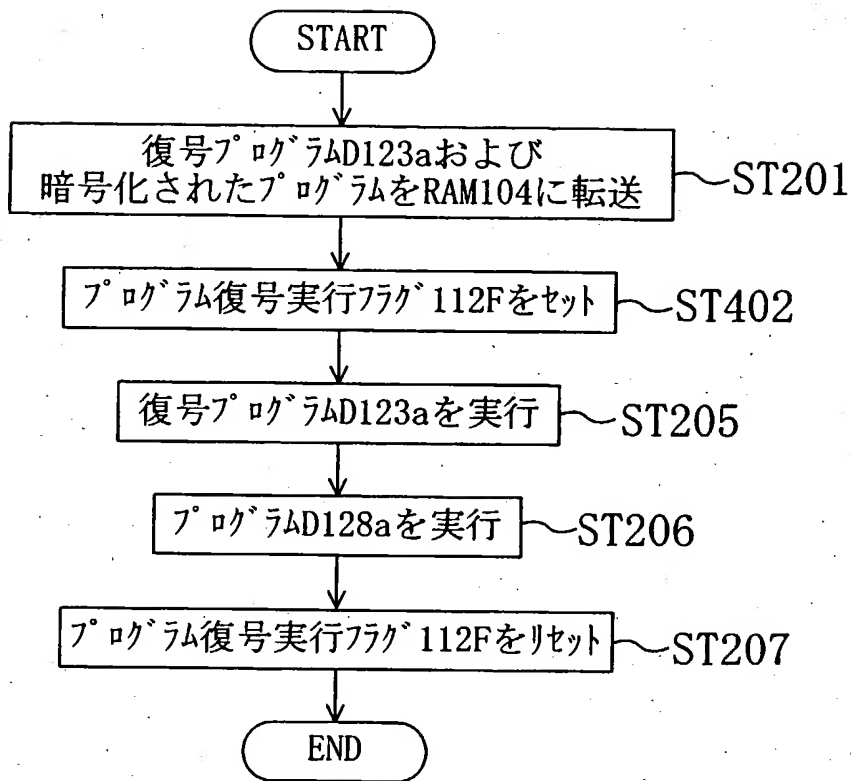 START
復号プログラムD123aおよび
暗号化されたプログラムをRAM104に転送
ST201
プログラム復号実行フラグ112Fをセット
ST402
復号プログラムD123aを実行
ST205
プログラムD128aを実行
ST206
プログラム復号実行フラグ112Fをリセット
ST207
END